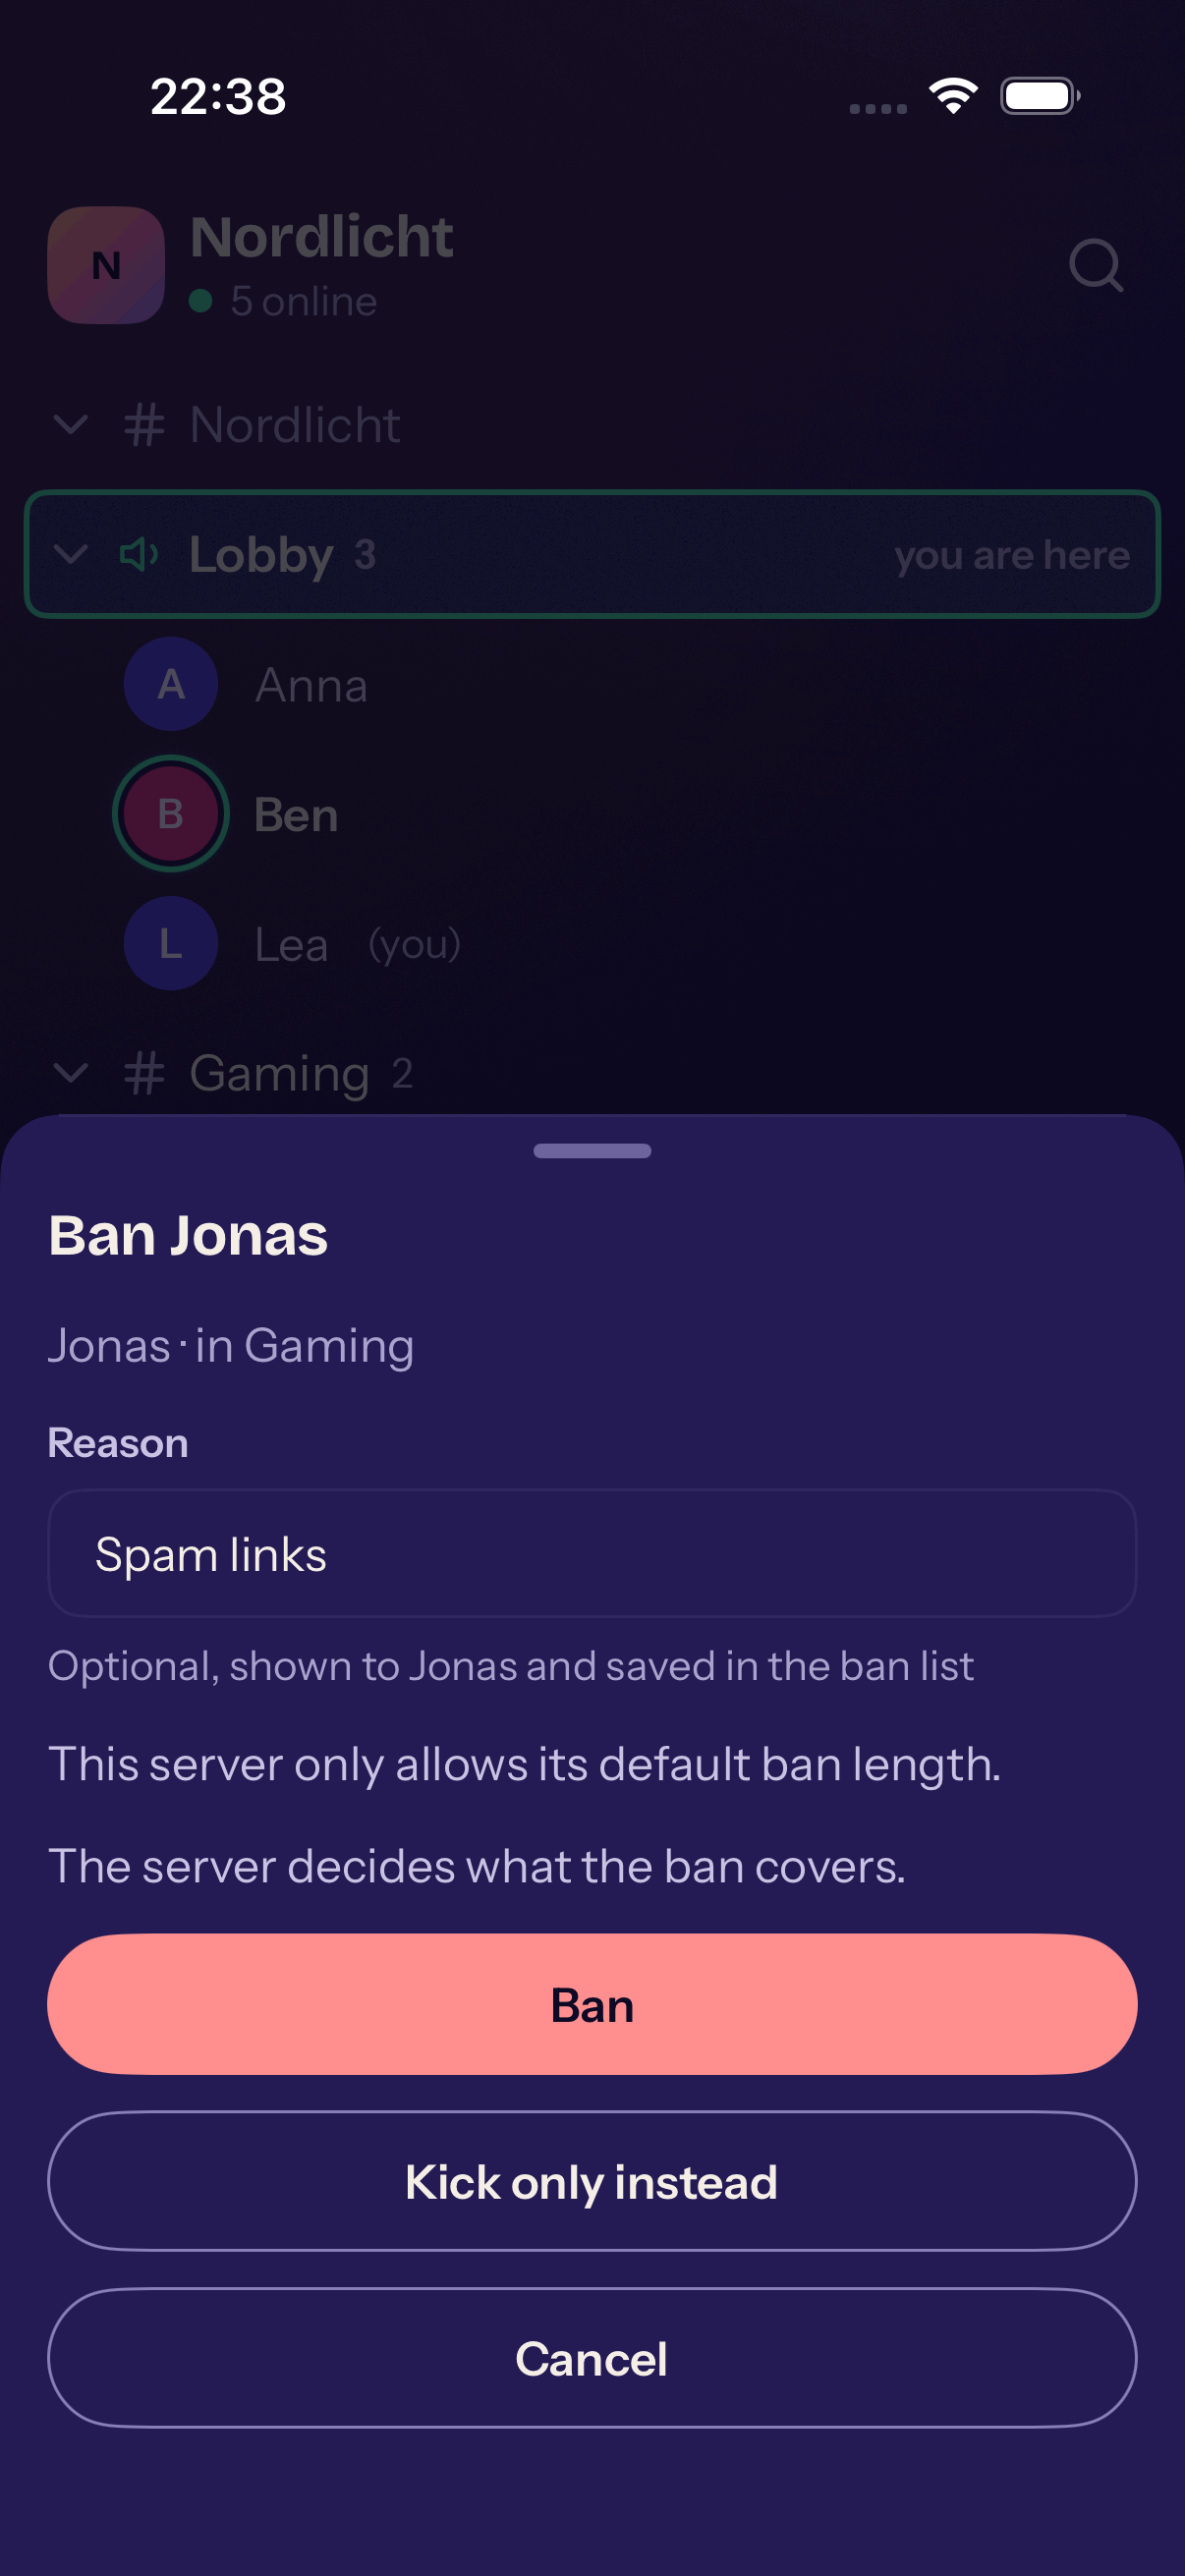 22:38
N
Nordlicht
5 online
# Nordlicht
Lobby 3 you are here
A Anna
B Ben
L Lea (you)
# Gaming 2
Ban Jonas
Jonas · in Gaming
Reason
Spam links
Optional, shown to Jonas and saved in the ban list
This server only allows its default ban length.
The server decides what the ban covers.
Ban
Kick only instead
Cancel